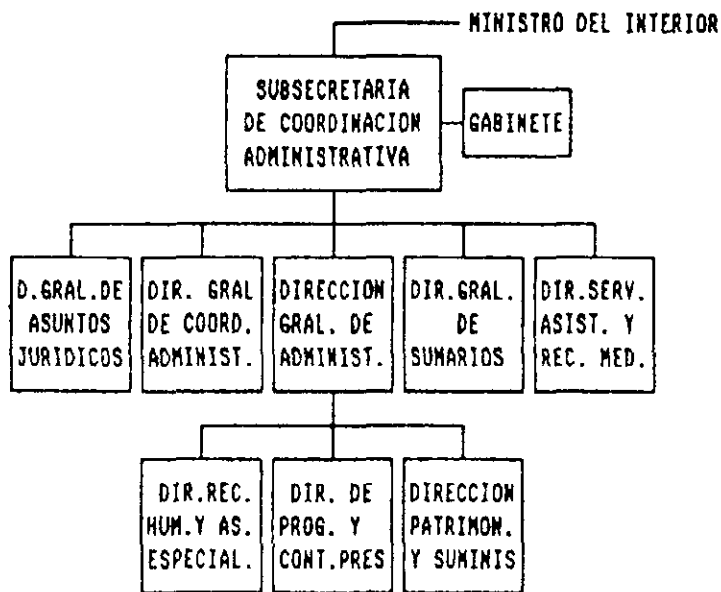 MINISTRO DEL INTERIOR
SUBSECRETARIA
DE COORDINACION
ADMINISTRATIVA
GABINETE
D.GRAL.DE
ASUNTOS
JURIDICOS
DIR. GRAL
DE COORD.
ADMINIST.
DIRECCION
GRAL. DE
ADMINIST.
DIR.GRAL.
DE
SUMARIOS
DIR.SERV.
ASIST. Y
REC. MED.
DIR.REC.
HUM.Y AS.
ESPECIAL.
DIR. DE
PROG. Y
CONT.PRES
DIRECCION
PATRIMON.
Y SUMINIS